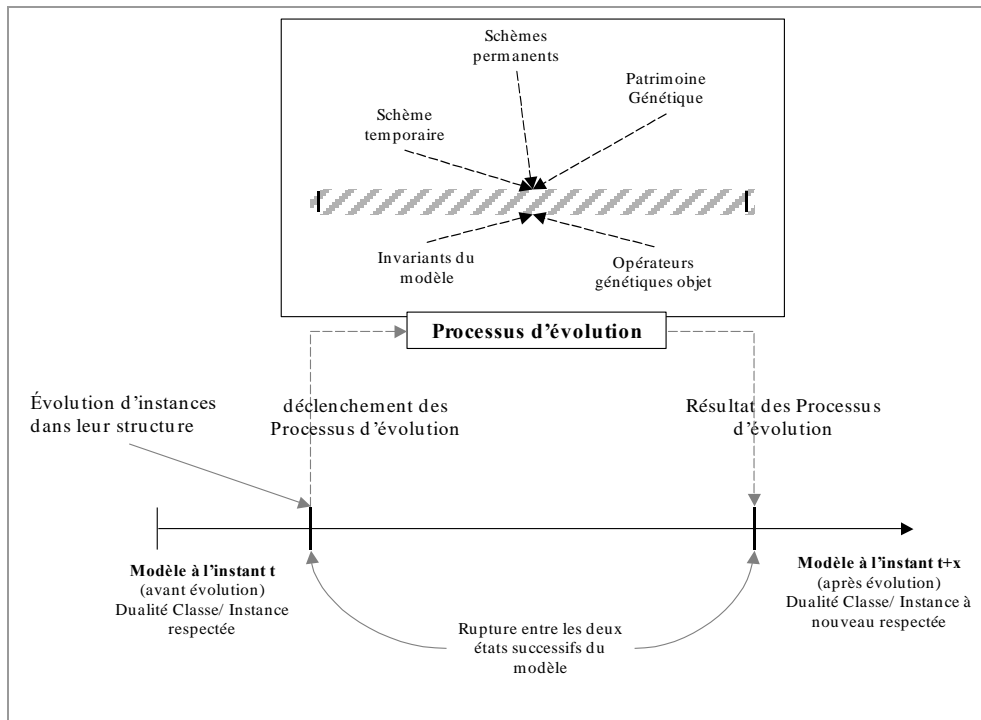 Schèmes
permanents
Patrimoine
Génétique
Schème
temporaire
Invariants du
modèle
Opérateurs
génétiques objet
Processus d'évolution
Évolution d'instances
dans leur structure
déclenchement des
Processus d'évolution
Résultat des Processus
d'évolution
Modèle à l'instant t
(avant évolution)
Dualité Classe/ Instance
respectée
Rupture entre les deux
états successifs du
modèle
Modèle à l'instant t+x
(après évolution)
Dualité Classe/ Instance à
nouveau respectée